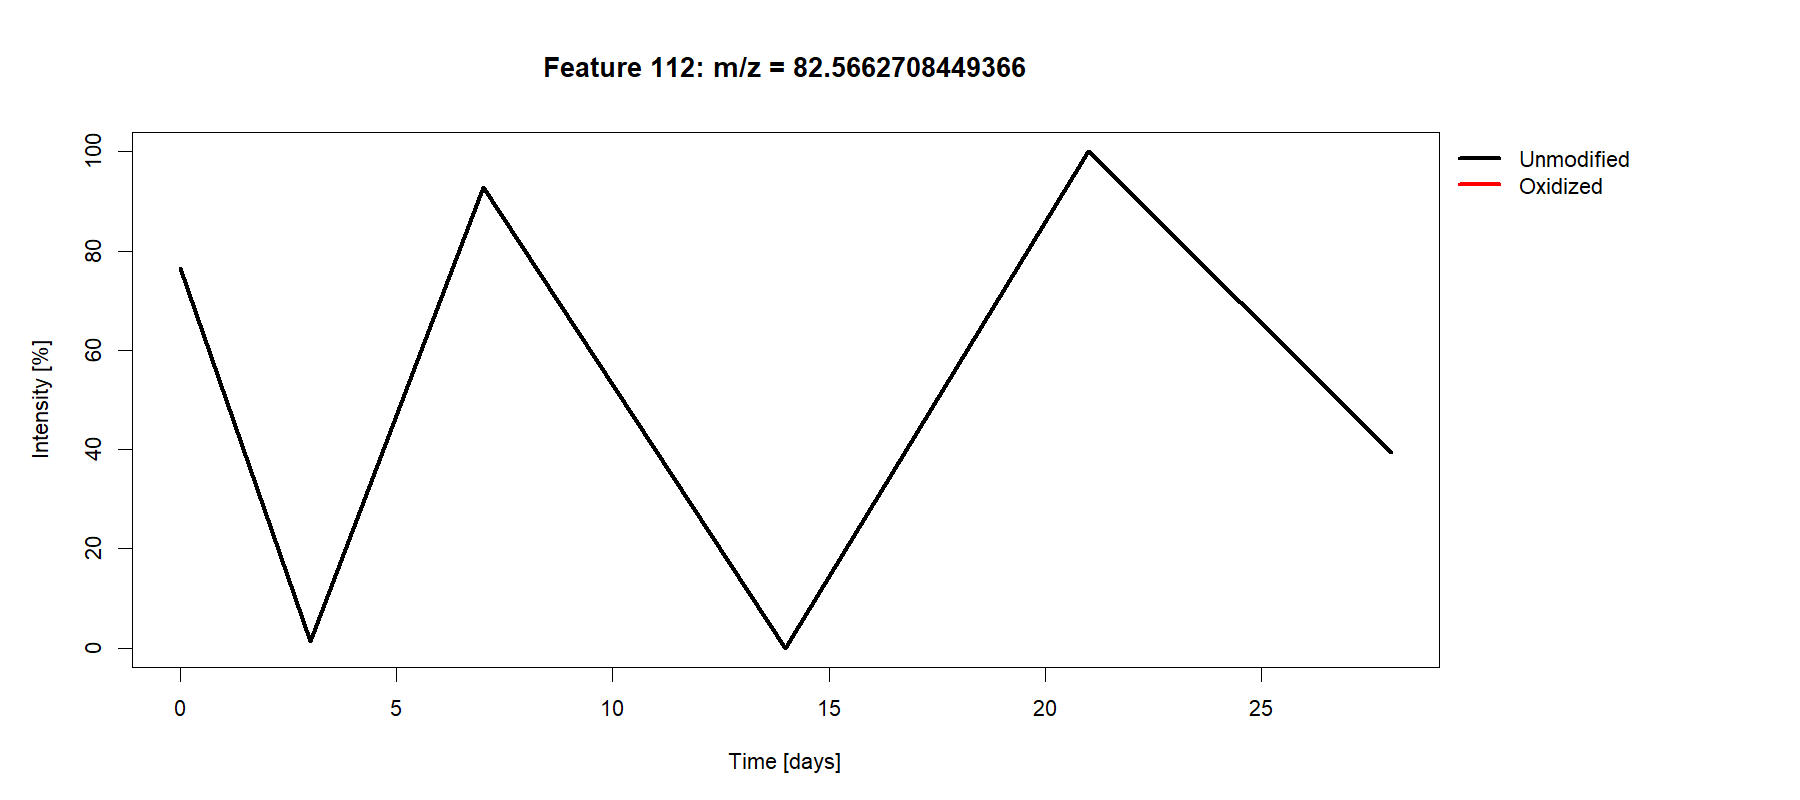 Feature 112: m/z = 82.5662708449366
Unmodified
Oxidized
Intensity [%]
100
80
60
40
20
0
0 5 10 15 20 25
Time [days]